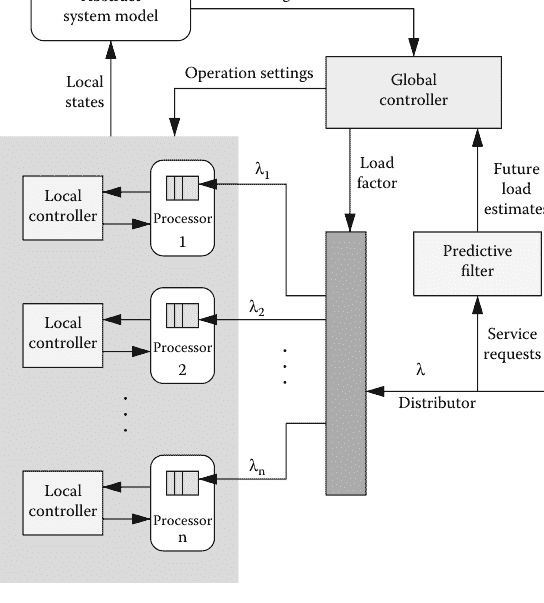 system model
Local
states
Operation settings
Global
controller
Load
factor
Future
load
estimates
Predictive
filter
Service
requests
λ
Distributor
Local
controller
Processor
1
λ1
Local
controller
Processor
2
λ2
Local
controller
Processor
n
λn